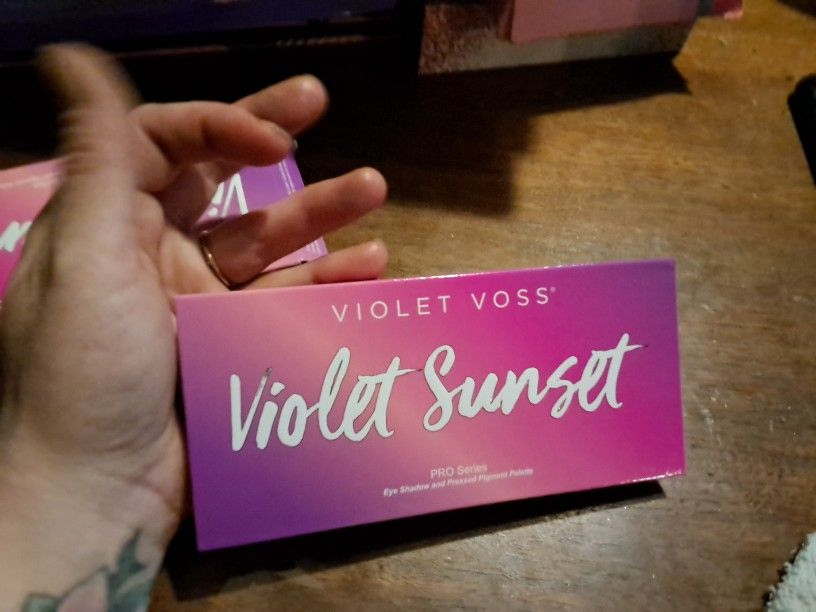 VIOLET VOSS®
Violet Sunset
PRO Series
Eye Shadow and Pressed Pigment Palette